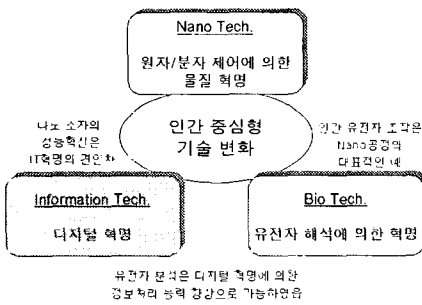 Nano Tech.
원자/분자 제어에 의한
물질 혁명
나노 소자의
성능혁신은
IT혁명의 견인차
인간 중심형
기술 변화
인간 유전자 조작은
Nano공정의
대표적인 예
Information Tech.
디지털 혁명
Bio Tech.
유전자 해석에 의한 혁명
유전자 분석은 디지털 혁명에 의한
정보처리 능력 향상으로 가능하였음